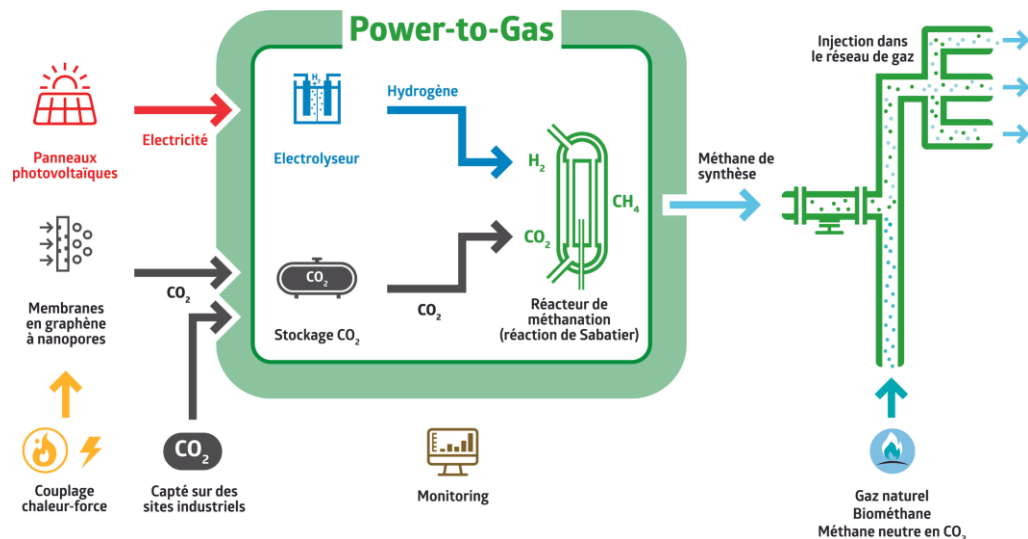 Power-to-Gas
Panneaux
photovoltaïques
Electricité
H₂
Electrolyseur
Hydrogène
H₂
CH₄
CO₂
Réacteur de
méthanation
(réaction de Sabatier)
Membranes
en graphène
à nanopores
CO₂
CO₂
Stockage CO₂
CO₂
Couplage
chaleur-force
CO₂
Capté sur des
sites industriels
Monitoring
Méthane de
synthèse
Injection dans
le réseau de gaz
Gaz naturel
Biométhane
Méthane neutre en CO₂